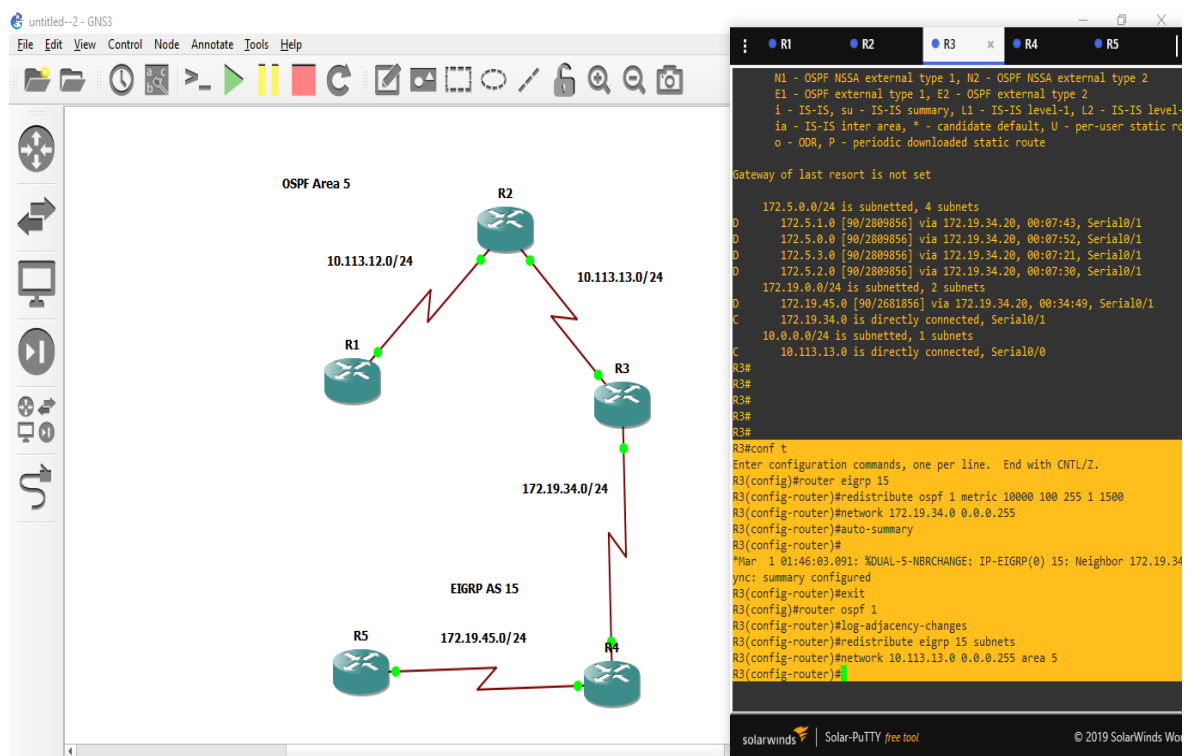 untitled--2 - GNS3
File Edit View Control Node Annotate Tools Help
OSPF Area 5
R2
10.113.12.0/24
10.113.13.0/24
R1
R3
172.19.34.0/24
EIGRP AS 15
R5
172.19.45.0/24
R4
R1 R2 R3 x R4 R5
N1 - OSPF NSSA external type 1, N2 - OSPF NSSA external type 2
E1 - OSPF external type 1, E2 - OSPF external type 2
i - IS-IS, su - IS-IS summary, L1 - IS-IS level-1, L2 - IS-IS level-
ia - IS-IS inter area, * - candidate default, U - per-user static ro
o - ODR, P - periodic downloaded static route
Gateway of last resort is not set
172.5.0.0/24 is subnetted, 4 subnets
D 172.5.1.0 [90/2809856] via 172.19.34.20, 00:07:43, Serial0/1
D 172.5.0.0 [90/2809856] via 172.19.34.20, 00:07:52, Serial0/1
D 172.5.3.0 [90/2809856] via 172.19.34.20, 00:07:21, Serial0/1
D 172.5.2.0 [90/2809856] via 172.19.34.20, 00:07:30, Serial0/1
172.19.0.0/24 is subnetted, 2 subnets
D 172.19.45.0 [90/2681856] via 172.19.34.20, 00:34:49, Serial0/1
C 172.19.34.0 is directly connected, Serial0/1
10.0.0.0/24 is subnetted, 1 subnets
C 10.113.13.0 is directly connected, Serial0/0
R3#
R3#
R3#
R3#
R3#
R3#conf t
Enter configuration commands, one per line. End with CNTL/Z.
R3(config)#router eigrp 15
R3(config-router)#redistribute ospf 1 metric 10000 100 255 1 1500
R3(config-router)#network 172.19.34.0 0.0.0.255
R3(config-router)#auto-summary
R3(config-router)#
*Mar 1 01:46:03.091: %DUAL-5-NBRCHANGE: IP-EIGRP(0) 15: Neighbor 172.19.34
ync: summary configured
R3(config-router)#exit
R3(config)#router ospf 1
R3(config-router)#log-adjacency-changes
R3(config-router)#redistribute eigrp 15 subnets
R3(config-router)#network 10.113.13.0 0.0.0.255 area 5
R3(config-router)#
solarwinds Solar-PuTTY free tool © 2019 SolarWinds Wor